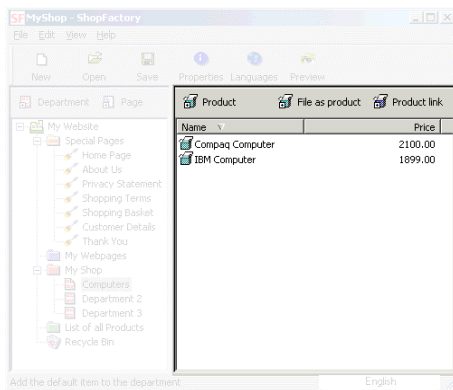 SF MyShop - ShopFactory
File Edit View Help
New Open Save Properties Languages Preview
Department Page Product File as product Product link
Name Price
Compaq Computer 2100.00
IBM Computer 1899.00
My Website
Special Pages
Home Page
About Us
Privacy Statement
Shopping Terms
Shopping Basket
Customer Details
Thank You
My Webpages
My Shop
Computers
Department 2
Department 3
List of all Products
Recycle Bin
Add the default item to the department English